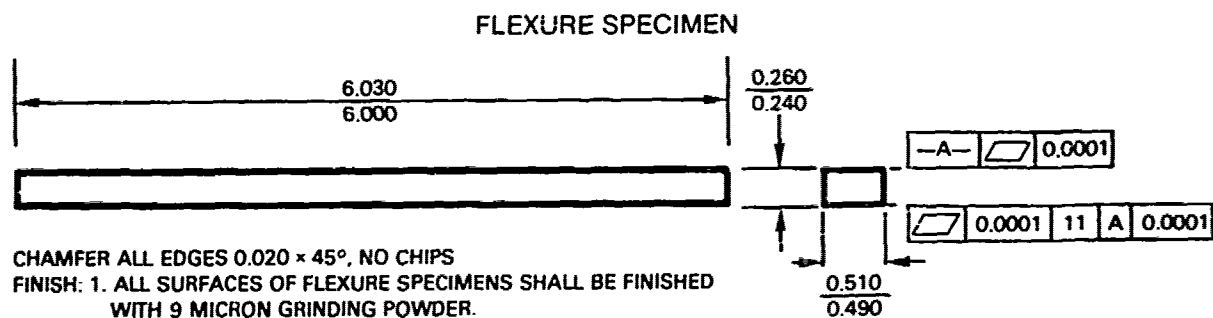 FLEXURE SPECIMEN
6.030
6.000
0.260
0.240
—A— ▱ 0.0001
▱ 0.0001 11 A 0.0001
CHAMFER ALL EDGES 0.020 × 45°, NO CHIPS
FINISH: 1. ALL SURFACES OF FLEXURE SPECIMENS SHALL BE FINISHED
WITH 9 MICRON GRINDING POWDER.
0.510
0.490